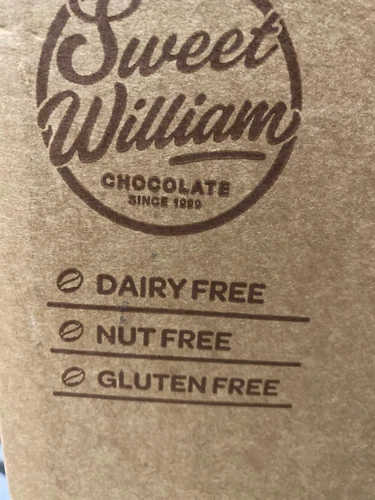 Sweet
William
CHOCOLATE
SINCE 1999
DAIRY FREE
NUT FREE
GLUTEN FREE